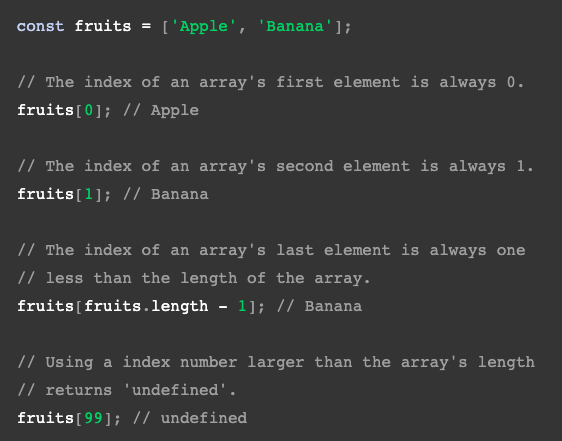 const fruits = ['Apple', 'Banana'];
// The index of an array's first element is always 0.
fruits[0]; // Apple
// The index of an array's second element is always 1.
fruits[1]; // Banana
// The index of an array's last element is always one
// less than the length of the array.
fruits[fruits.length - 1]; // Banana
// Using a index number larger than the array's length
// returns 'undefined'.
fruits[99]; // undefined